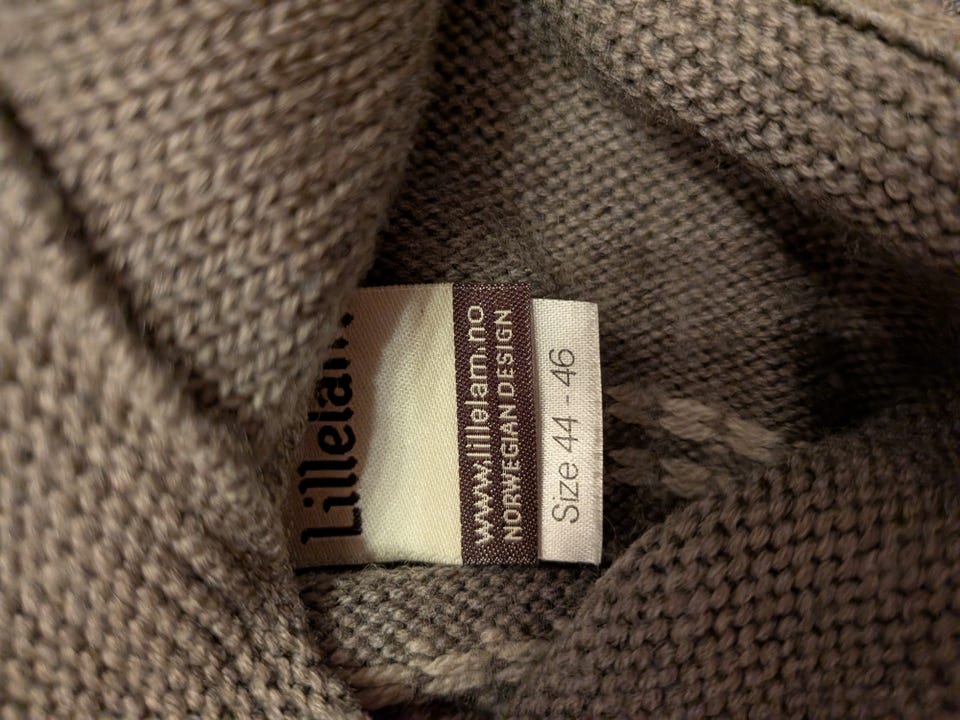 Lillelam
www.lillelam.no
NORWEGIAN DESIGN
Size 44 - 46